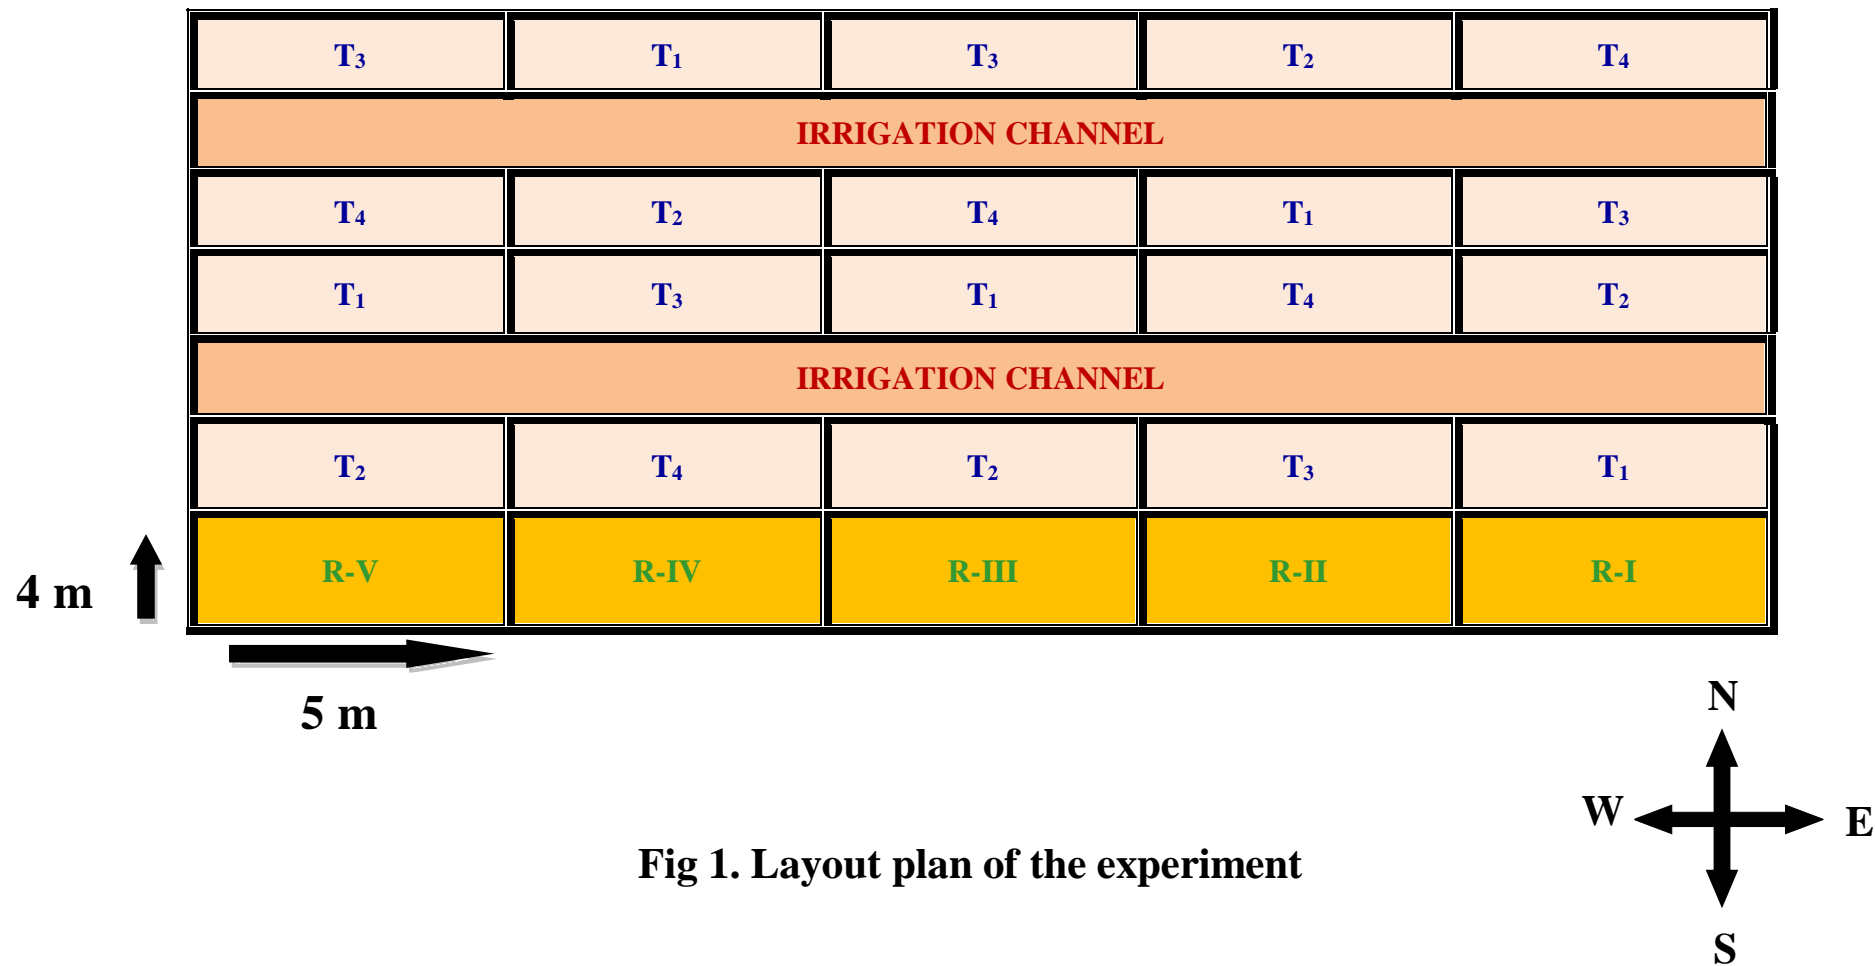 T₃ T₁ T₃ T₂ T₄
IRRIGATION CHANNEL
T₄ T₂ T₄ T₁ T₃
T₁ T₃ T₁ T₄ T₂
IRRIGATION CHANNEL
T₂ T₄ T₂ T₃ T₁
R-V R-IV R-III R-II R-I
4 m
5 m
N
W E
Fig 1. Layout plan of the experiment
S